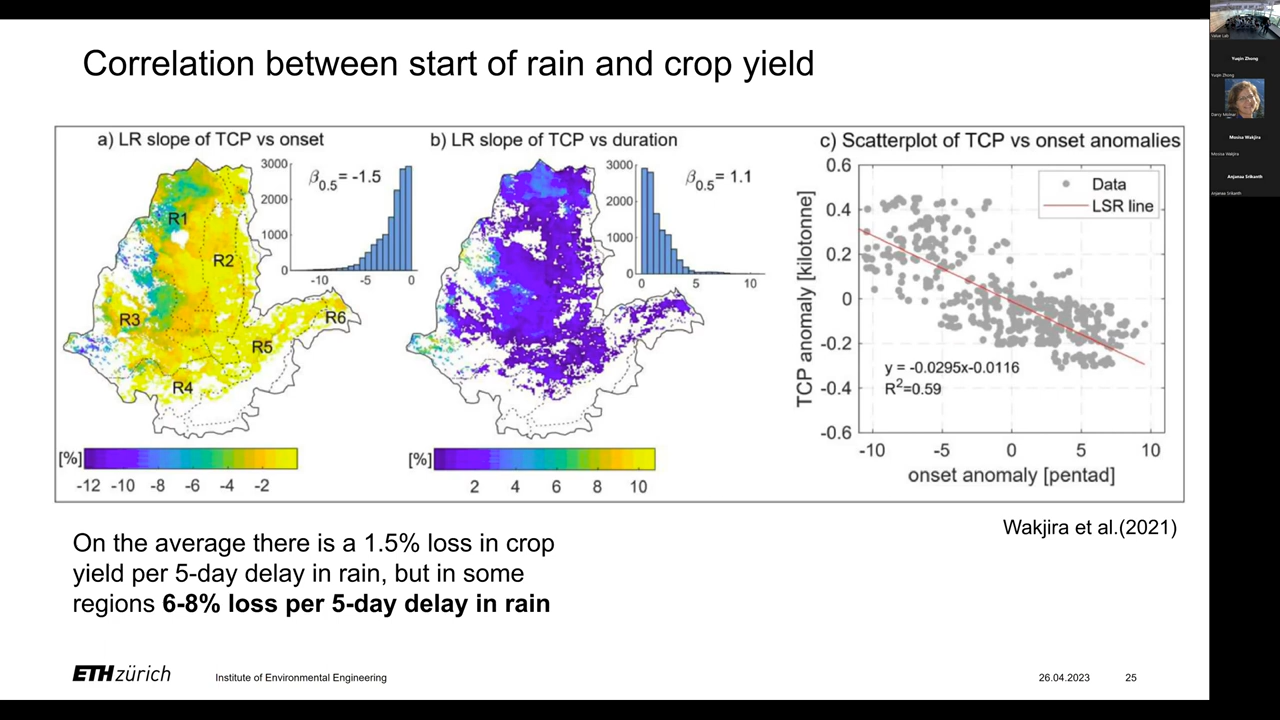 Correlation between start of rain and crop yield
a) LR slope of TCP vs onset
3000
2000
1000
0
-10
-5
0
β0.5= -1.5
R1
R2
R3
R4
R5
R6
[%]
-12 -10 -8 -6 -4 -2
b) LR slope of TCP vs duration
3000
2000
1000
0
0
5
10
β0.5= 1.1
[%]
2 4 6 8 10
c) Scatterplot of TCP vs onset anomalies
TCP anomaly [kilotonne]
0.6
0.4
0.2
0
-0.2
-0.4
-0.6
Data
LSR line
y = -0.0295x-0.0116
R2=0.59
-10 -5 0 5 10
onset anomaly [pentad]
Wakjira et al.(2021)
On the average there is a 1.5% loss in crop
yield per 5-day delay in rain, but in some
regions 6-8% loss per 5-day delay in rain
ETH zürich
Institute of Environmental Engineering
26.04.2023
25
Yuqin Zhong
Yuqin Zhong
Mosisa Wakjira
Mosisa Wakjira
Anjanaa Srikanth
Anjanaa Srikanth